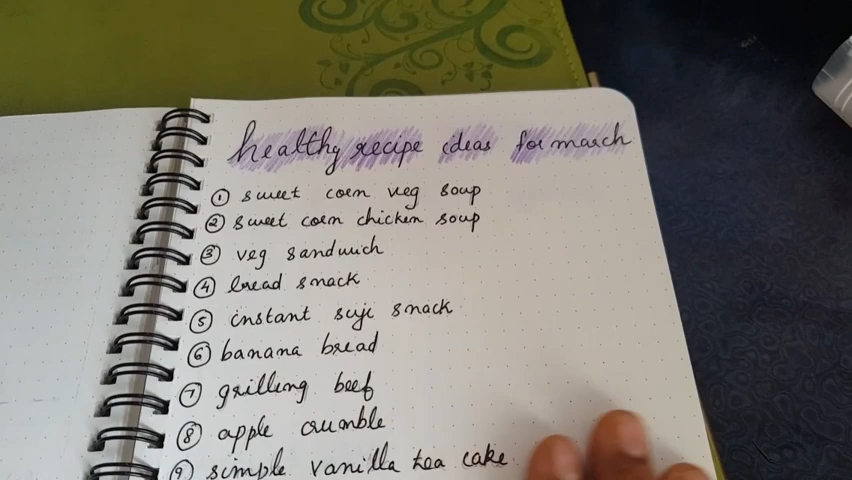 healthy recipe ideas for march
① sweet corn veg soup
② sweet corn chicken soup
③ veg sandwich
④ bread snack
⑤ instant suji snack
⑥ banana bread
⑦ grilling beef
⑧ apple crumble
⑨ simple vanilla tea cake